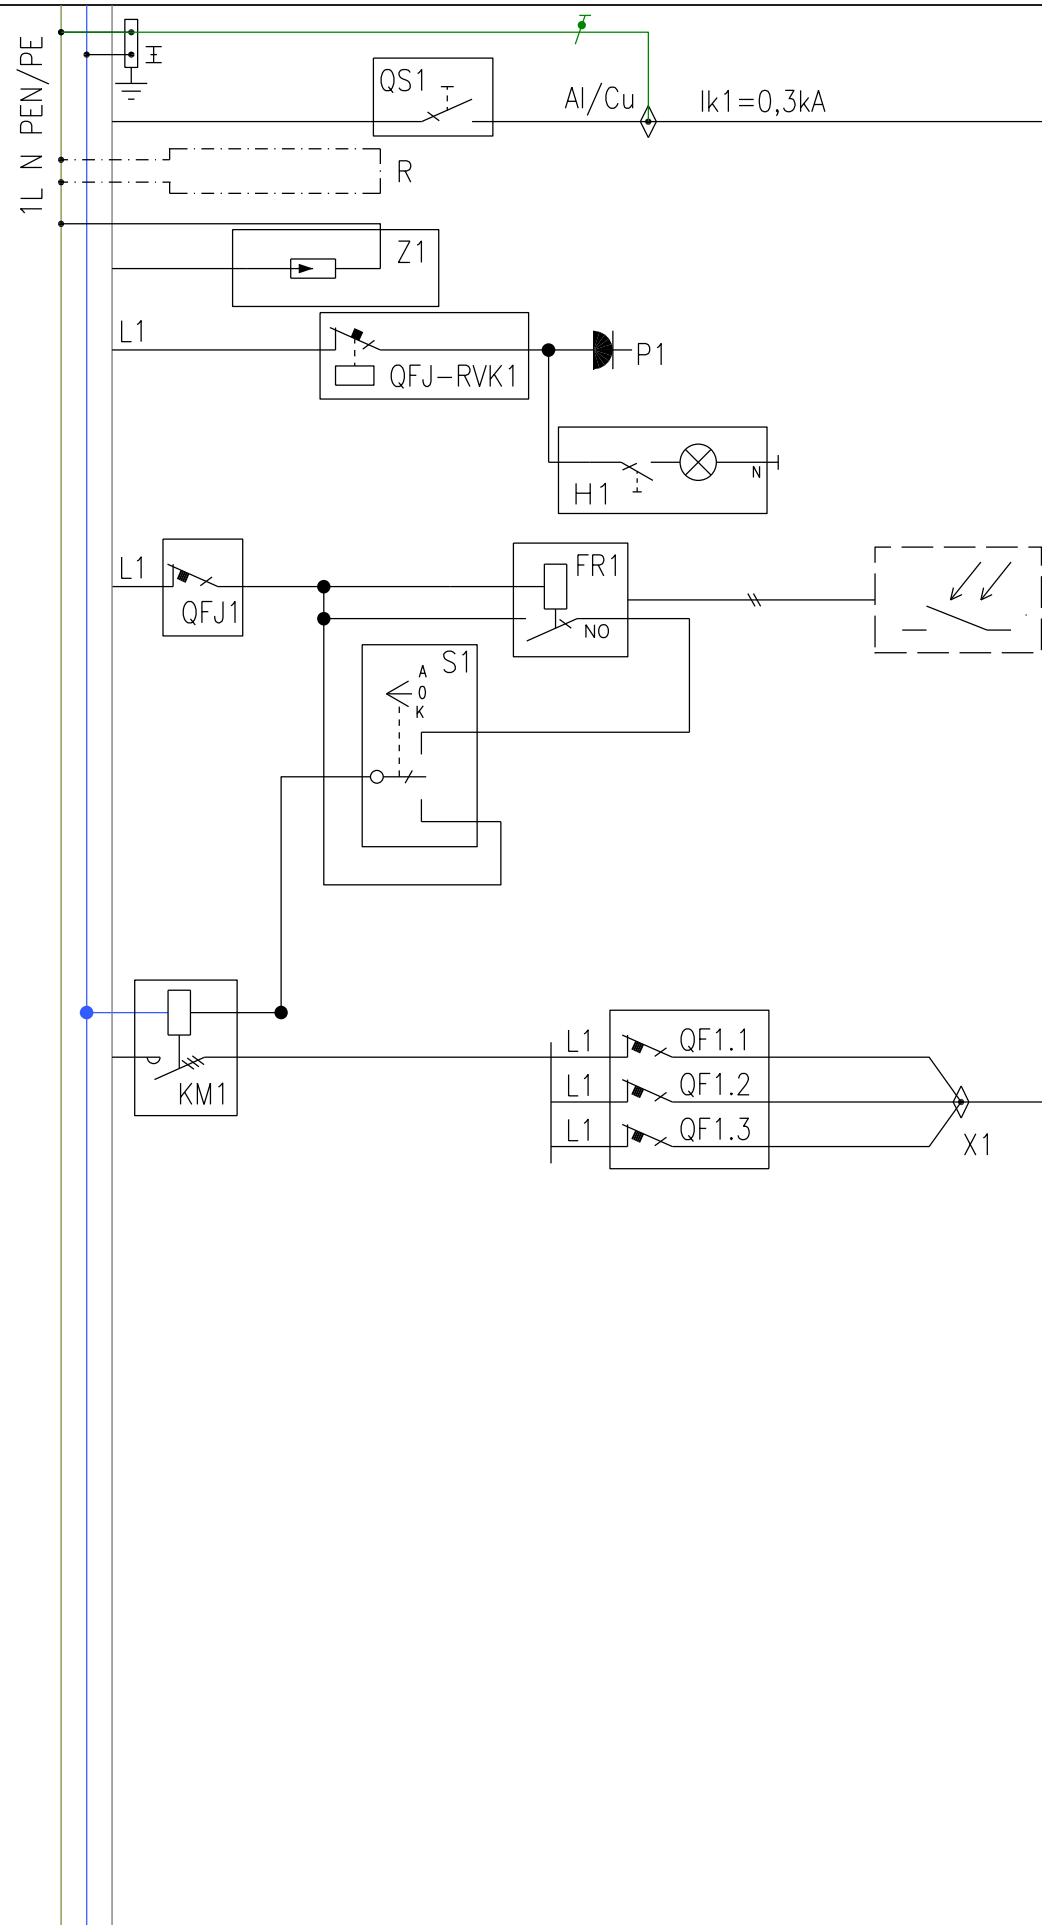 1L N PEN/PE
QS1
Al/Cu
Ik1=0,3kA
R
Z1
L1
QFJ-RVK1
P1
H1
N
L1
QFJ1
FR1
NO
S1
A
0
K
KM1
L1
QF1.1
L1
QF1.2
L1
QF1.3
X1